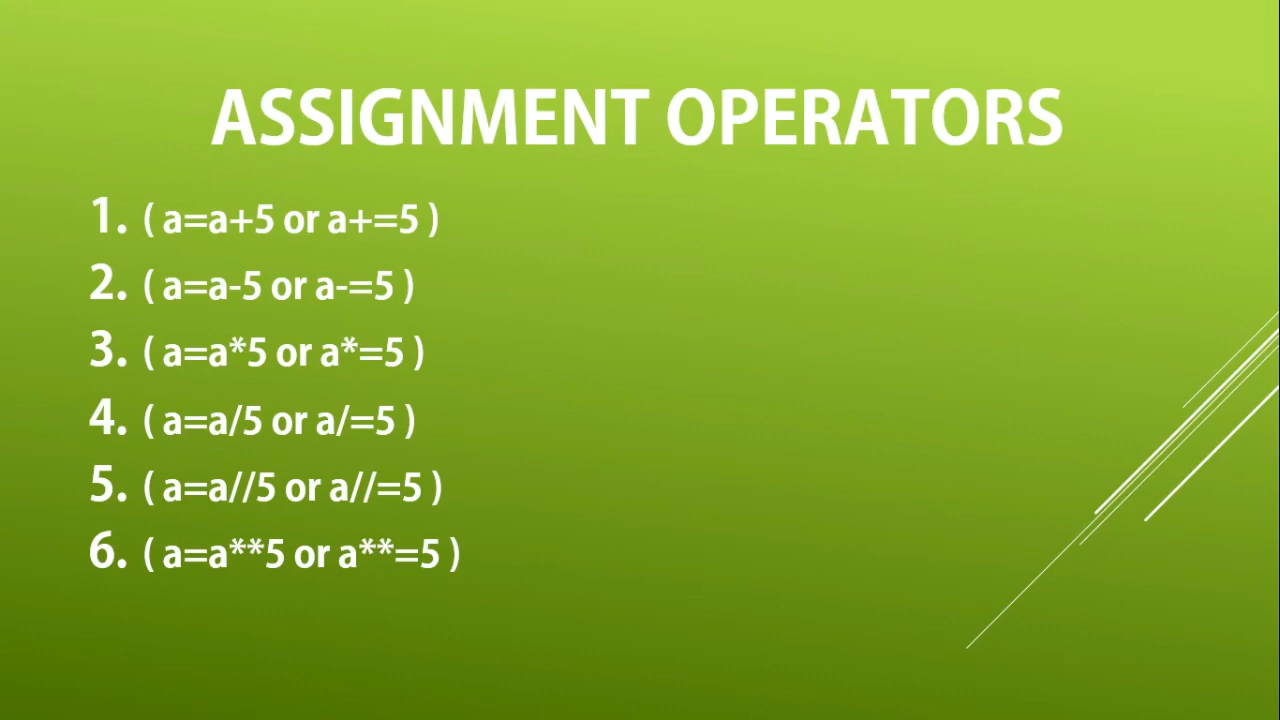 ASSIGNMENT OPERATORS
1. ( a=a+5 or a+=5 )
2. ( a=a-5 or a-=5 )
3. ( a=a*5 or a*=5 )
4. ( a=a/5 or a/=5 )
5. ( a=a//5 or a//=5 )
6. ( a=a**5 or a**=5 )